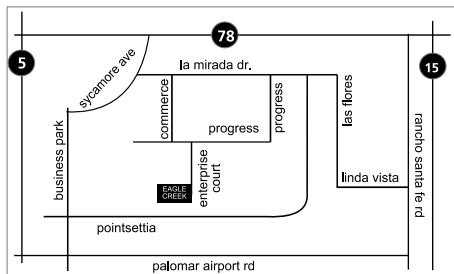 78
5
15
sycamore ave
la mirada dr.
commerce
progress
progress
las flores
rancho santa fe rd
business park
enterprise
court
EAGLE
CREEK
linda vista
pointsettia
palomar airport rd